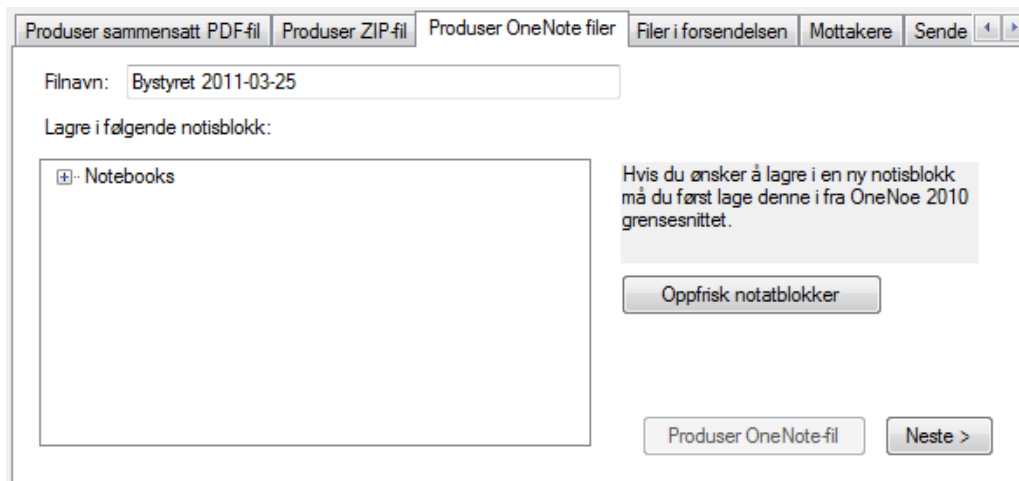 Produser sammensatt PDF-fil Produser ZIP-fil Produser OneNote filer Filer i forsendelsen Mottakere Sende
Filnavn: Bystyret 2011-03-25
Lagre i følgende notisblokk:
Notebooks
Hvis du ønsker å lagre i en ny notisblokk
må du først lage denne i fra OneNoe 2010
grensesnittet.
Oppfrisk notatblokker
Produser OneNote-fil Neste >